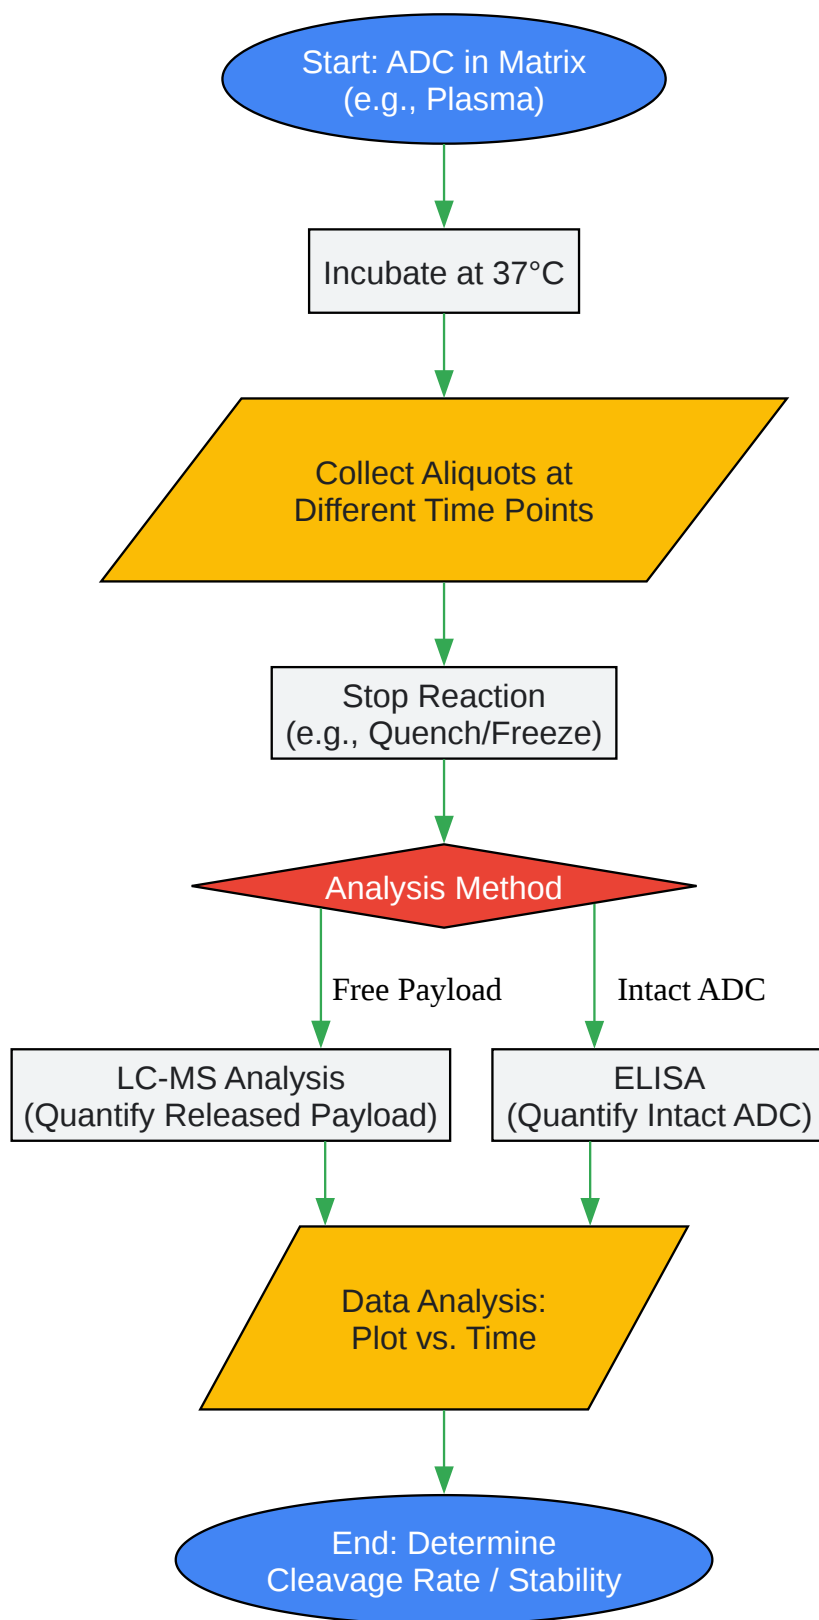 Start: ADC in Matrix
(e.g., Plasma)
Incubate at 37°C
Collect Aliquots at
Different Time Points
Stop Reaction
(e.g., Quench/Freeze)
Analysis Method
Free Payload
Intact ADC
LC-MS Analysis
(Quantify Released Payload)
ELISA
(Quantify Intact ADC)
Data Analysis:
Plot vs. Time
End: Determine
Cleavage Rate / Stability